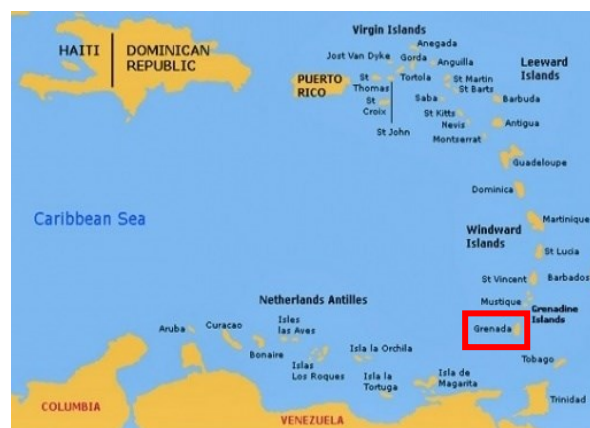 Virgin Islands
Anegada
HAITI
DOMINICAN
REPUBLIC
Jost Van Dyke
Gorda
Anguilla
Leeward
Islands
PUERTO
RICO
St
Thomas
Tortola
St Martin
St Barts
St
Croix
Saba
Barbuda
St Kitts
Nevis
Antigua
St John
Montserrat
Guadeloupe
Dominica
Caribbean Sea
Martinique
Windward
Islands
St Lucia
St Vincent
Barbados
Netherlands Antilles
Mustique
Grenadine
Islands
Grenada
Aruba
Curacao
Isles
las Aves
Bonaire
Isla la Orchila
Islas
Los Roques
Isla la
Tortuga
Isla de
Magarita
Tobago
Trinidad
COLUMBIA
VENEZUELA